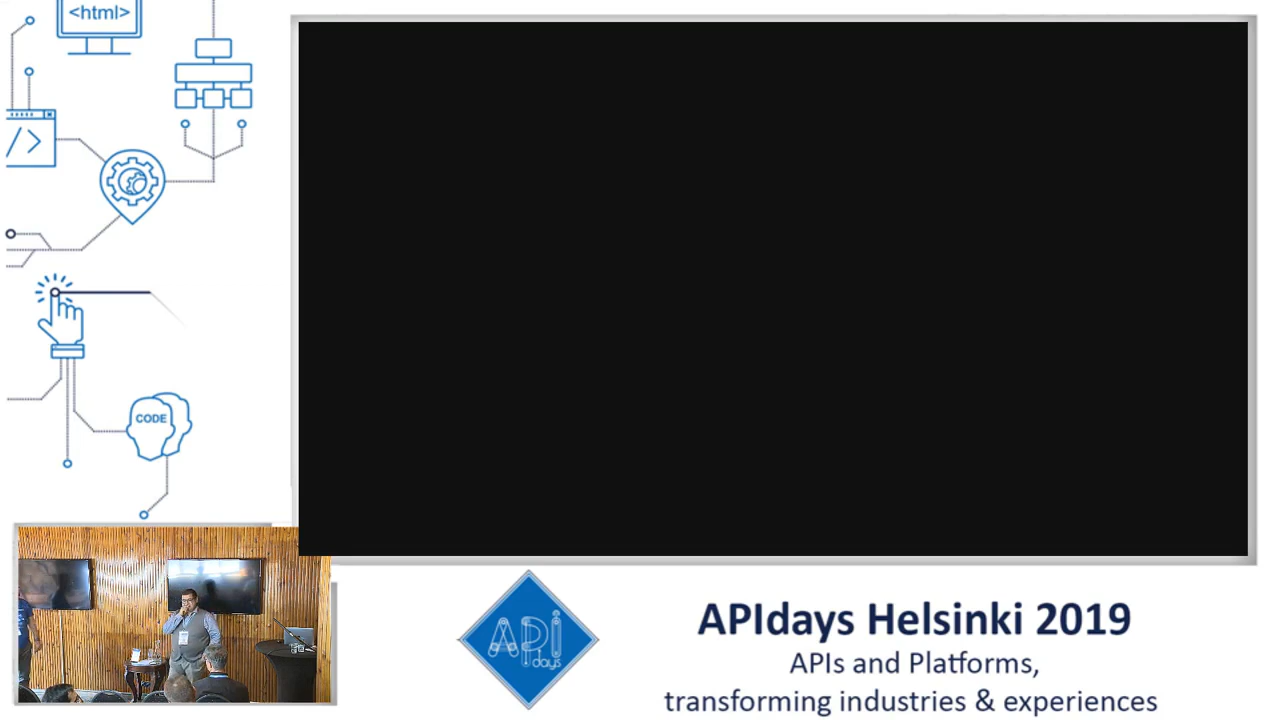 <html>
</>
CODE
API
days
APIdays Helsinki 2019
APIs and Platforms,
transforming industries & experiences